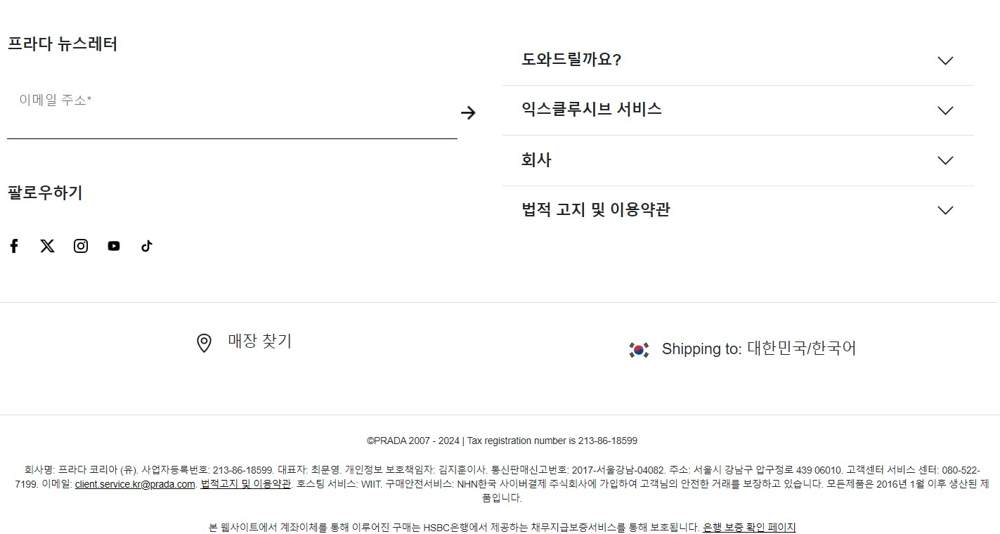 프라다 뉴스레터
이메일 주소*
팔로우하기
도와드릴까요?
익스클루시브 서비스
회사
법적 고지 및 이용약관
매장 찾기
Shipping to: 대한민국/한국어
©PRADA 2007 - 2024 | Tax registration number is 213-86-18599
회사명: 프라다 코리아 (유). 사업자등록번호: 213-86-18599. 대표자: 최문영. 개인정보 보호책임자: 김지훈이사. 통신판매신고번호: 2017-서울강남-04082. 주소: 서울시 강남구 압구정로 439 06010. 고객센터 서비스 센터: 080-522-
7199. 이메일: client.service.kr@prada.com. 법적고지 및 이용약관. 호스팅 서비스: WIIT. 구매안전서비스: NHN한국 사이버결제 주식회사에 가입하여 고객님의 안전한 거래를 보장하고 있습니다. 모든제품은 2016년 1월 이후 생산된 제
품입니다.
본 웹사이트에서 계좌이체를 통해 이루어진 구매는 HSBC은행에서 제공하는 채무지급보증서비스를 통해 보호됩니다. 은행 보증 확인 페이지